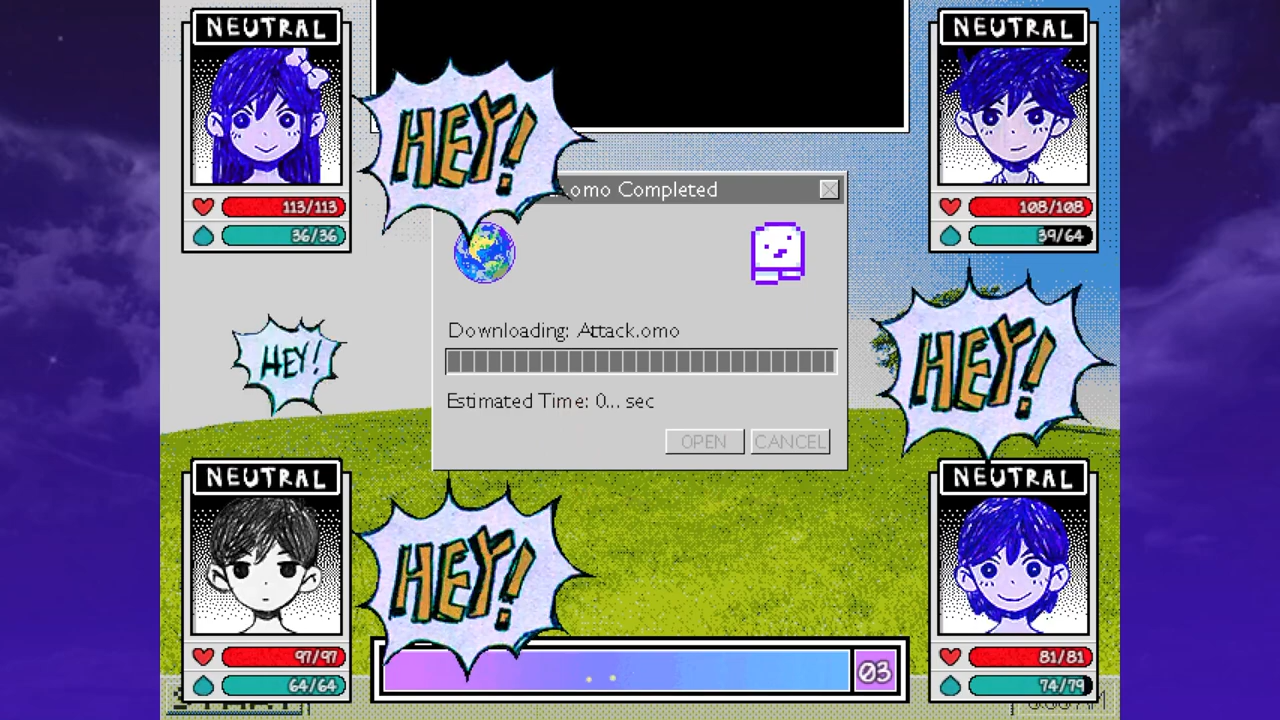 NEUTRAL
NEUTRAL
HEY!
.omo Completed
113/113
36/36
108/108
39/64
Downloading: Attack.omo
HEY!
HEY!
Estimated Time: 0... sec
OPEN
CANCEL
NEUTRAL
NEUTRAL
HEY!
97/97
64/64
03
81/81
74/79